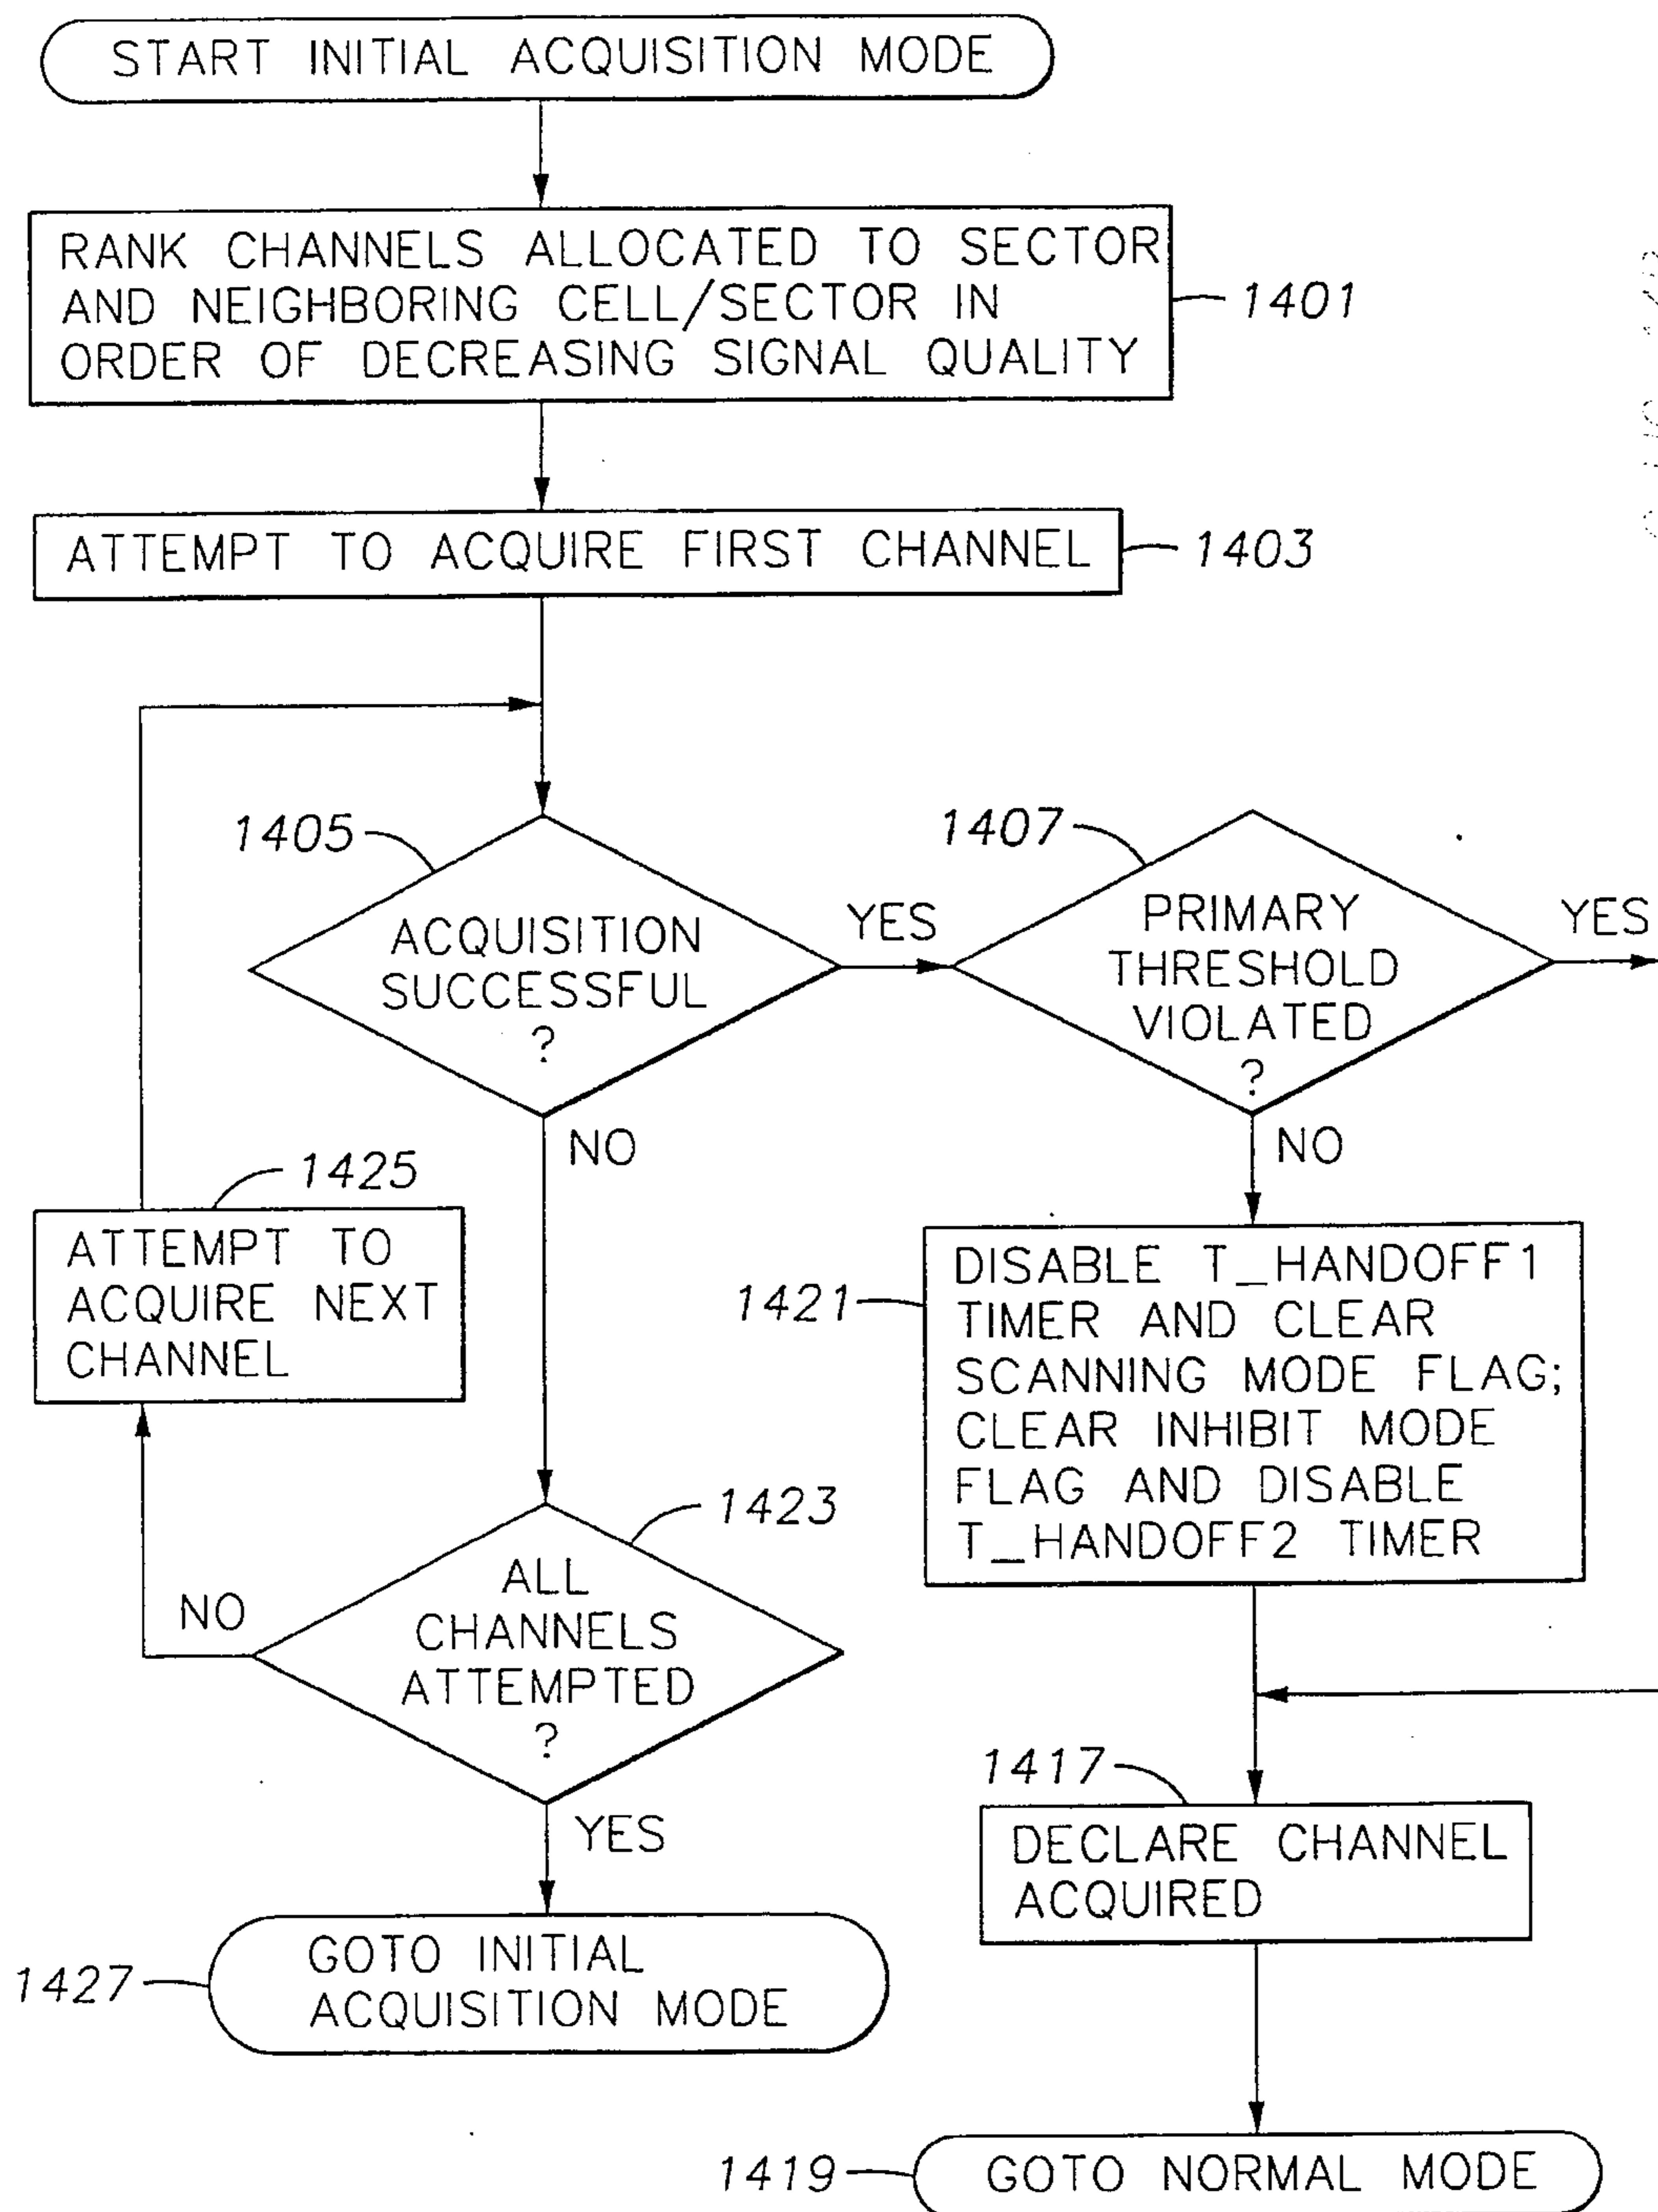 START INITIAL ACQUISITION MODE
RANK CHANNELS ALLOCATED TO SECTOR
AND NEIGHBORING CELL/SECTOR IN
ORDER OF DECREASING SIGNAL QUALITY
1401
ATTEMPT TO ACQUIRE FIRST CHANNEL
1403
1405
ACQUISITION
SUCCESSFUL
?
YES
NO
1407
PRIMARY
THRESHOLD
VIOLATED
?
YES
NO
1425
ATTEMPT TO
ACQUIRE NEXT
CHANNEL
1421
DISABLE T_HANDOFF1
TIMER AND CLEAR
SCANNING MODE FLAG;
CLEAR INHIBIT MODE
FLAG AND DISABLE
T_HANDOFF2 TIMER
1423
ALL
CHANNELS
ATTEMPTED
?
NO
YES
1417
DECLARE CHANNEL
ACQUIRED
1427
GOTO INITIAL
ACQUISITION MODE
1419
GOTO NORMAL MODE